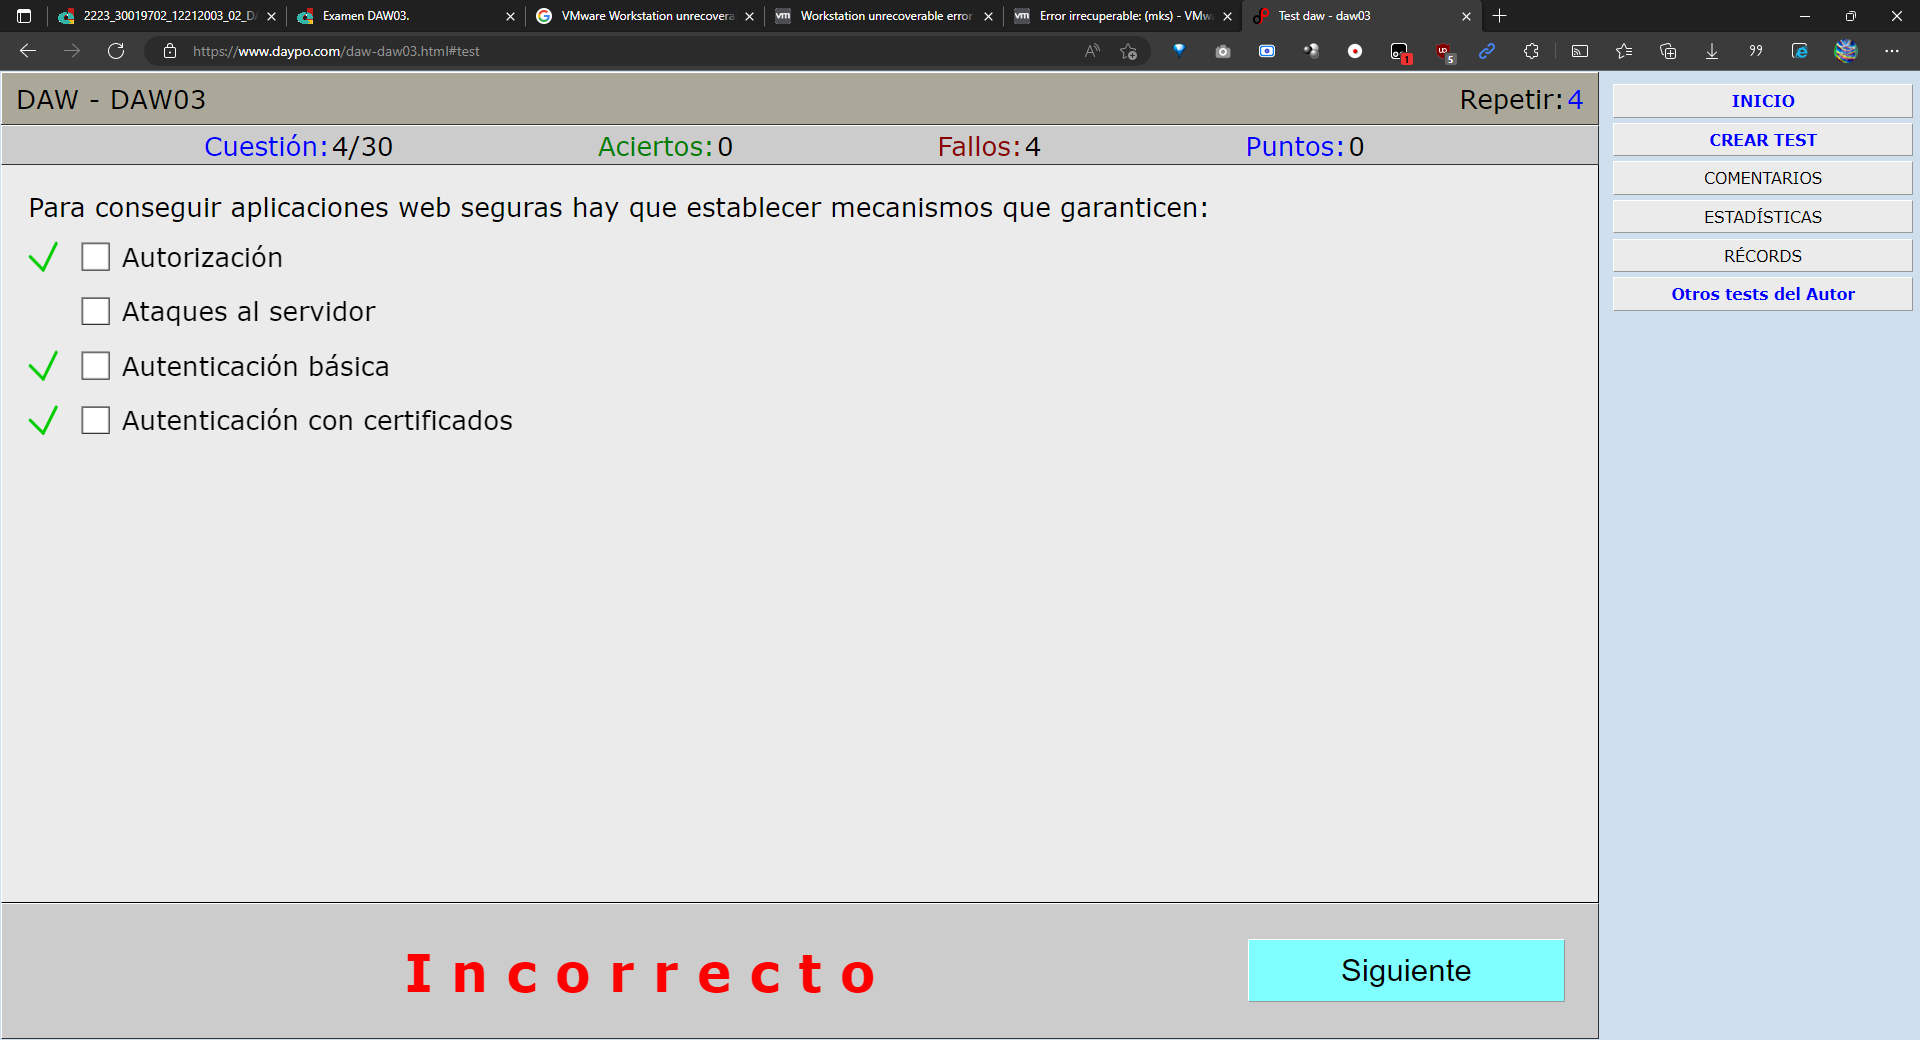 2223_30019702_12212003_02_D
Examen DAW03.
VMware Workstation unrecovera
Workstation unrecoverable error
Error irrecuperable: (mks) - VMw
Test daw - daw03
https://www.daypo.com/daw-daw03.html#test
1
5
DAW - DAW03
Repetir:4
Cuestión:4/30
Aciertos:0
Fallos:4
Puntos:0
Para conseguir aplicaciones web seguras hay que establecer mecanismos que garanticen:
Autorización
Ataques al servidor
Autenticación básica
Autenticación con certificados
Incorrecto
Siguiente
INICIO
CREAR TEST
COMENTARIOS
ESTADÍSTICAS
RÉCORDS
Otros tests del Autor